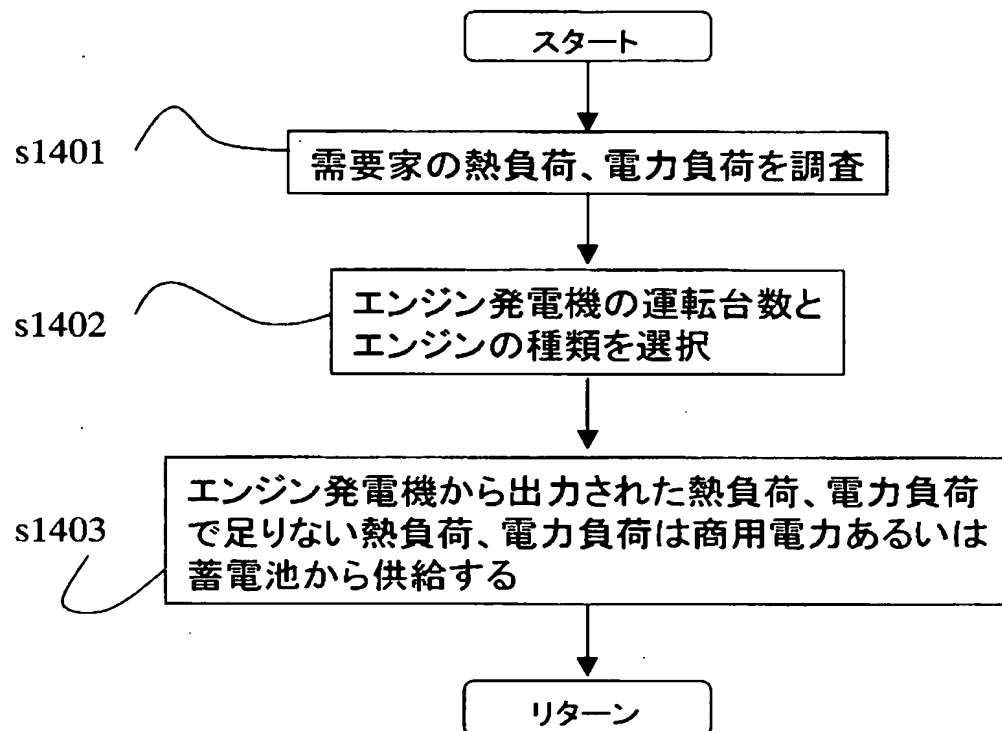 スタート
s1401
需要家の熱負荷、電力負荷を調査
s1402
エンジン発電機の運転台数と
エンジンの種類を選択
s1403
エンジン発電機から出力された熱負荷、電力負荷
で足りない熱負荷、電力負荷は商用電力あるいは
蓄電池から供給する
リターン